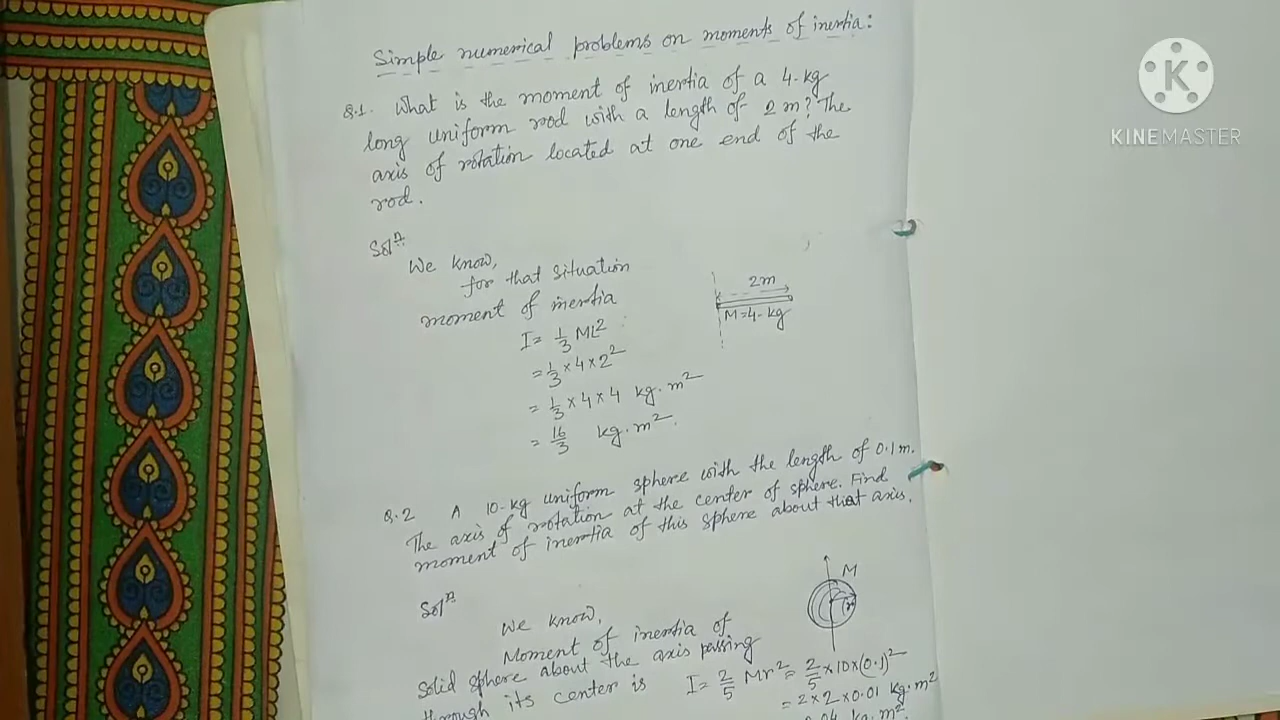 Simple numerical problems on moments of inertia:
Q.1. What is the moment of inertia of a 4-kg
long uniform rod with a length of 2 m? The
axis of rotation located at one end of the
rod.
Solⁿ
We know,
for that situation
moment of inertia
I = 1/3 ML²
= 1/3 × 4 × 2²
= 1/3 × 4 × 4 kg. m²
= 16/3 kg. m².
2m
M=4-kg
Q.2 A 10-kg uniform sphere with the length of 0.1 m.
The axis of rotation at the center of sphere. Find
moment of inertia of this sphere about that axis.
Solⁿ
We know,
Moment of inertia of
Solid sphere about the axis passing
through its center is
I = 2/5 Mr² = 2/5 × 10 × (0.1)²
= 2 × 2 × 0.01 kg. m²
0.04 kg. m².
M
r
K
KINEMASTER